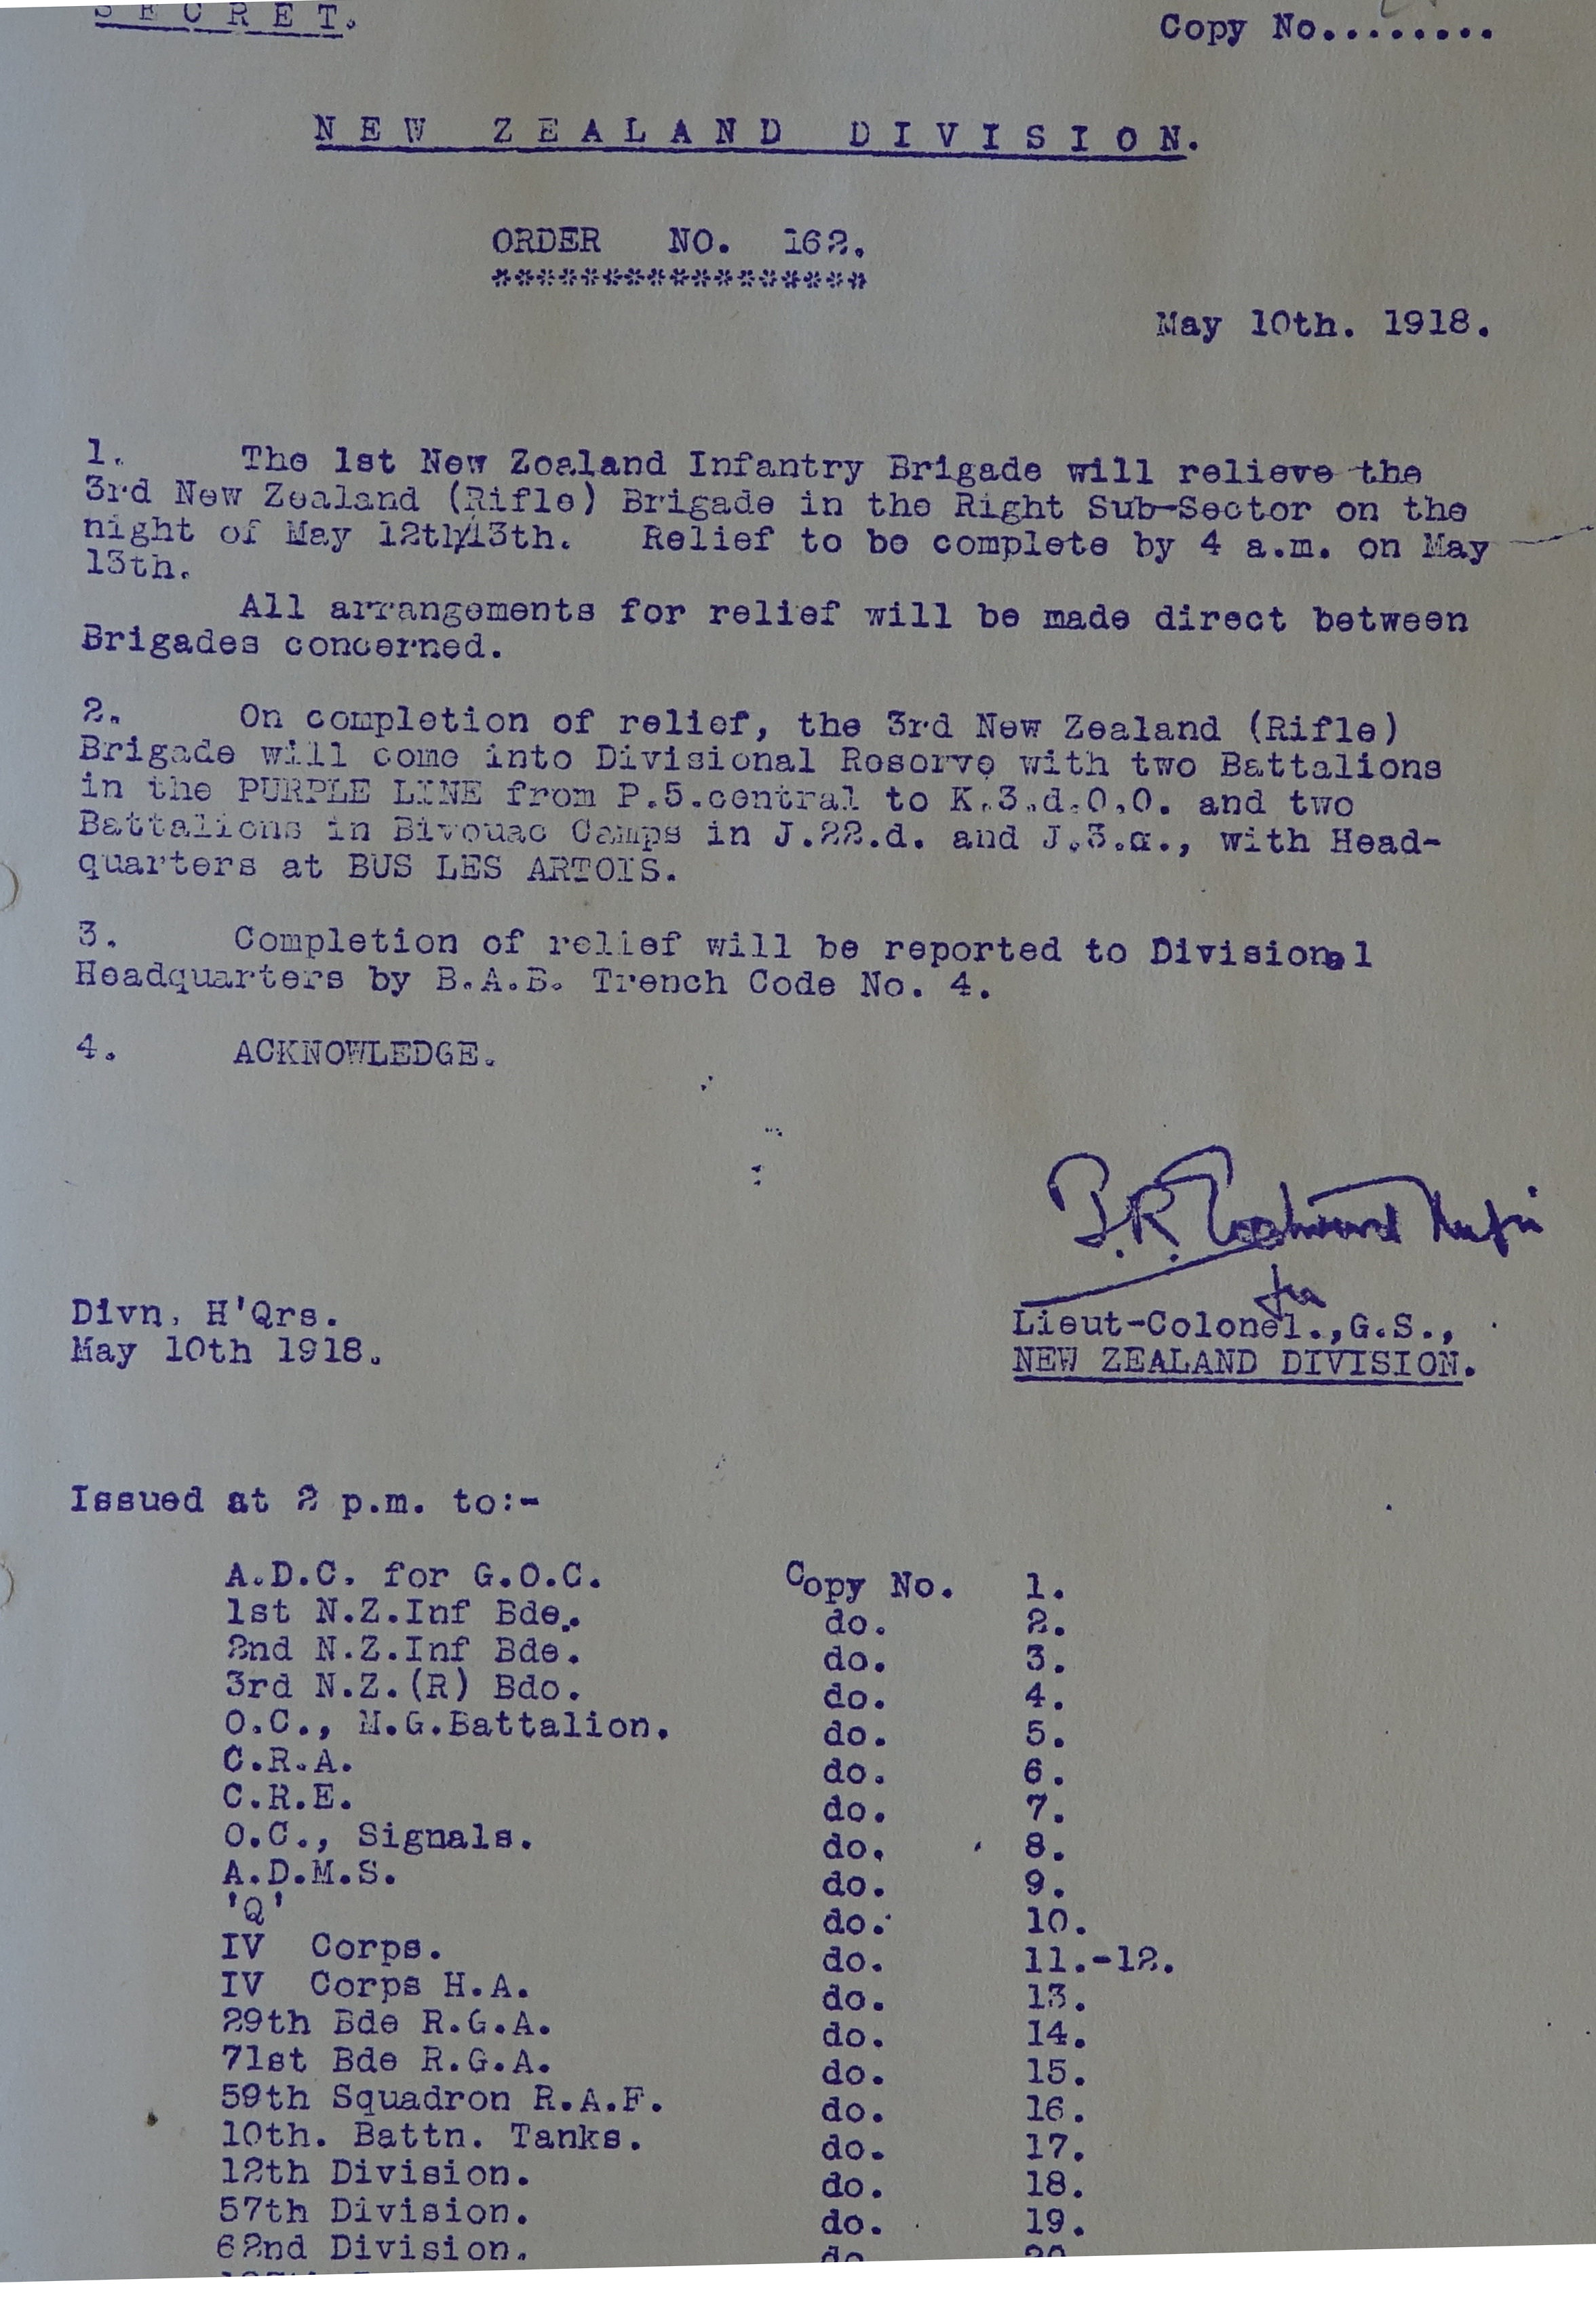 SECRET.
Copy No........
NEW ZEALAND DIVISION.
ORDER NO. 162.
*****************
May 10th. 1918.
1. The 1st New Zealand Infantry Brigade will relieve the
3rd New Zealand (Rifle) Brigade in the Right Sub-Sector on the
night of May 12th/13th. Relief to be complete by 4 a.m. on May
13th.
All arrangements for relief will be made direct between
Brigades concerned.
2. On completion of relief, the 3rd New Zealand (Rifle)
Brigade will come into Divisional Reserve with two Battalions
in the PURPLE LINE from P.5.central to K.3.d.0.0. and two
Battalions in Bivouac Camps in J.22.d. and J.3.a., with Head-
quarters at BUS LES ARTOIS.
3. Completion of relief will be reported to Divisional
Headquarters by B.A.B. Trench Code No. 4.
4. ACKNOWLEDGE.
for
Divn. H'Qrs.
May 10th 1918.
Lieut-Colonel.,G.S.,
NEW ZEALAND DIVISION.
Issued at 2 p.m. to:-
A.D.C. for G.O.C. Copy No. 1.
1st N.Z.Inf Bde. do. 2.
2nd N.Z.Inf Bde. do. 3.
3rd N.Z.(R) Bde. do. 4.
O.C., M.G.Battalion. do. 5.
C.R.A. do. 6.
C.R.E. do. 7.
O.C., Signals. do. 8.
A.D.M.S. do. 9.
'Q' do. 10.
IV Corps. do. 11.-12.
IV Corps H.A. do. 13.
29th Bde R.G.A. do. 14.
71st Bde R.G.A. do. 15.
59th Squadron R.A.F. do. 16.
10th. Battn. Tanks. do. 17.
12th Division. do. 18.
57th Division. do. 19.
62nd Division. do 20